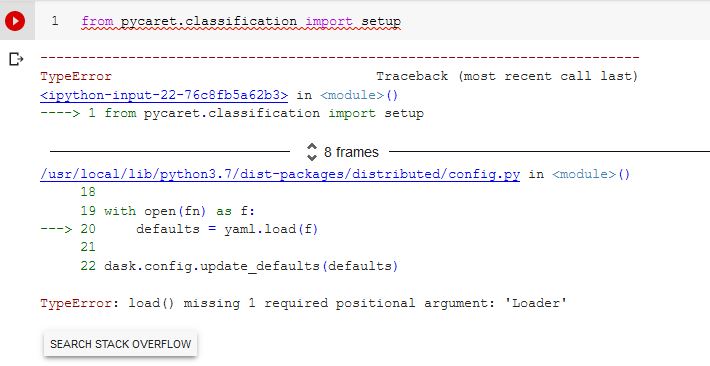 1 from pycaret.classification import setup
---------------------------------------------------------------------------
TypeError Traceback (most recent call last)
<ipython-input-22-76c8fb5a62b3> in <module>()
----> 1 from pycaret.classification import setup
8 frames
/usr/local/lib/python3.7/dist-packages/distributed/config.py in <module>()
18
19 with open(fn) as f:
---> 20     defaults = yaml.load(f)
21
22 dask.config.update_defaults(defaults)
TypeError: load() missing 1 required positional argument: 'Loader'
SEARCH STACK OVERFLOW